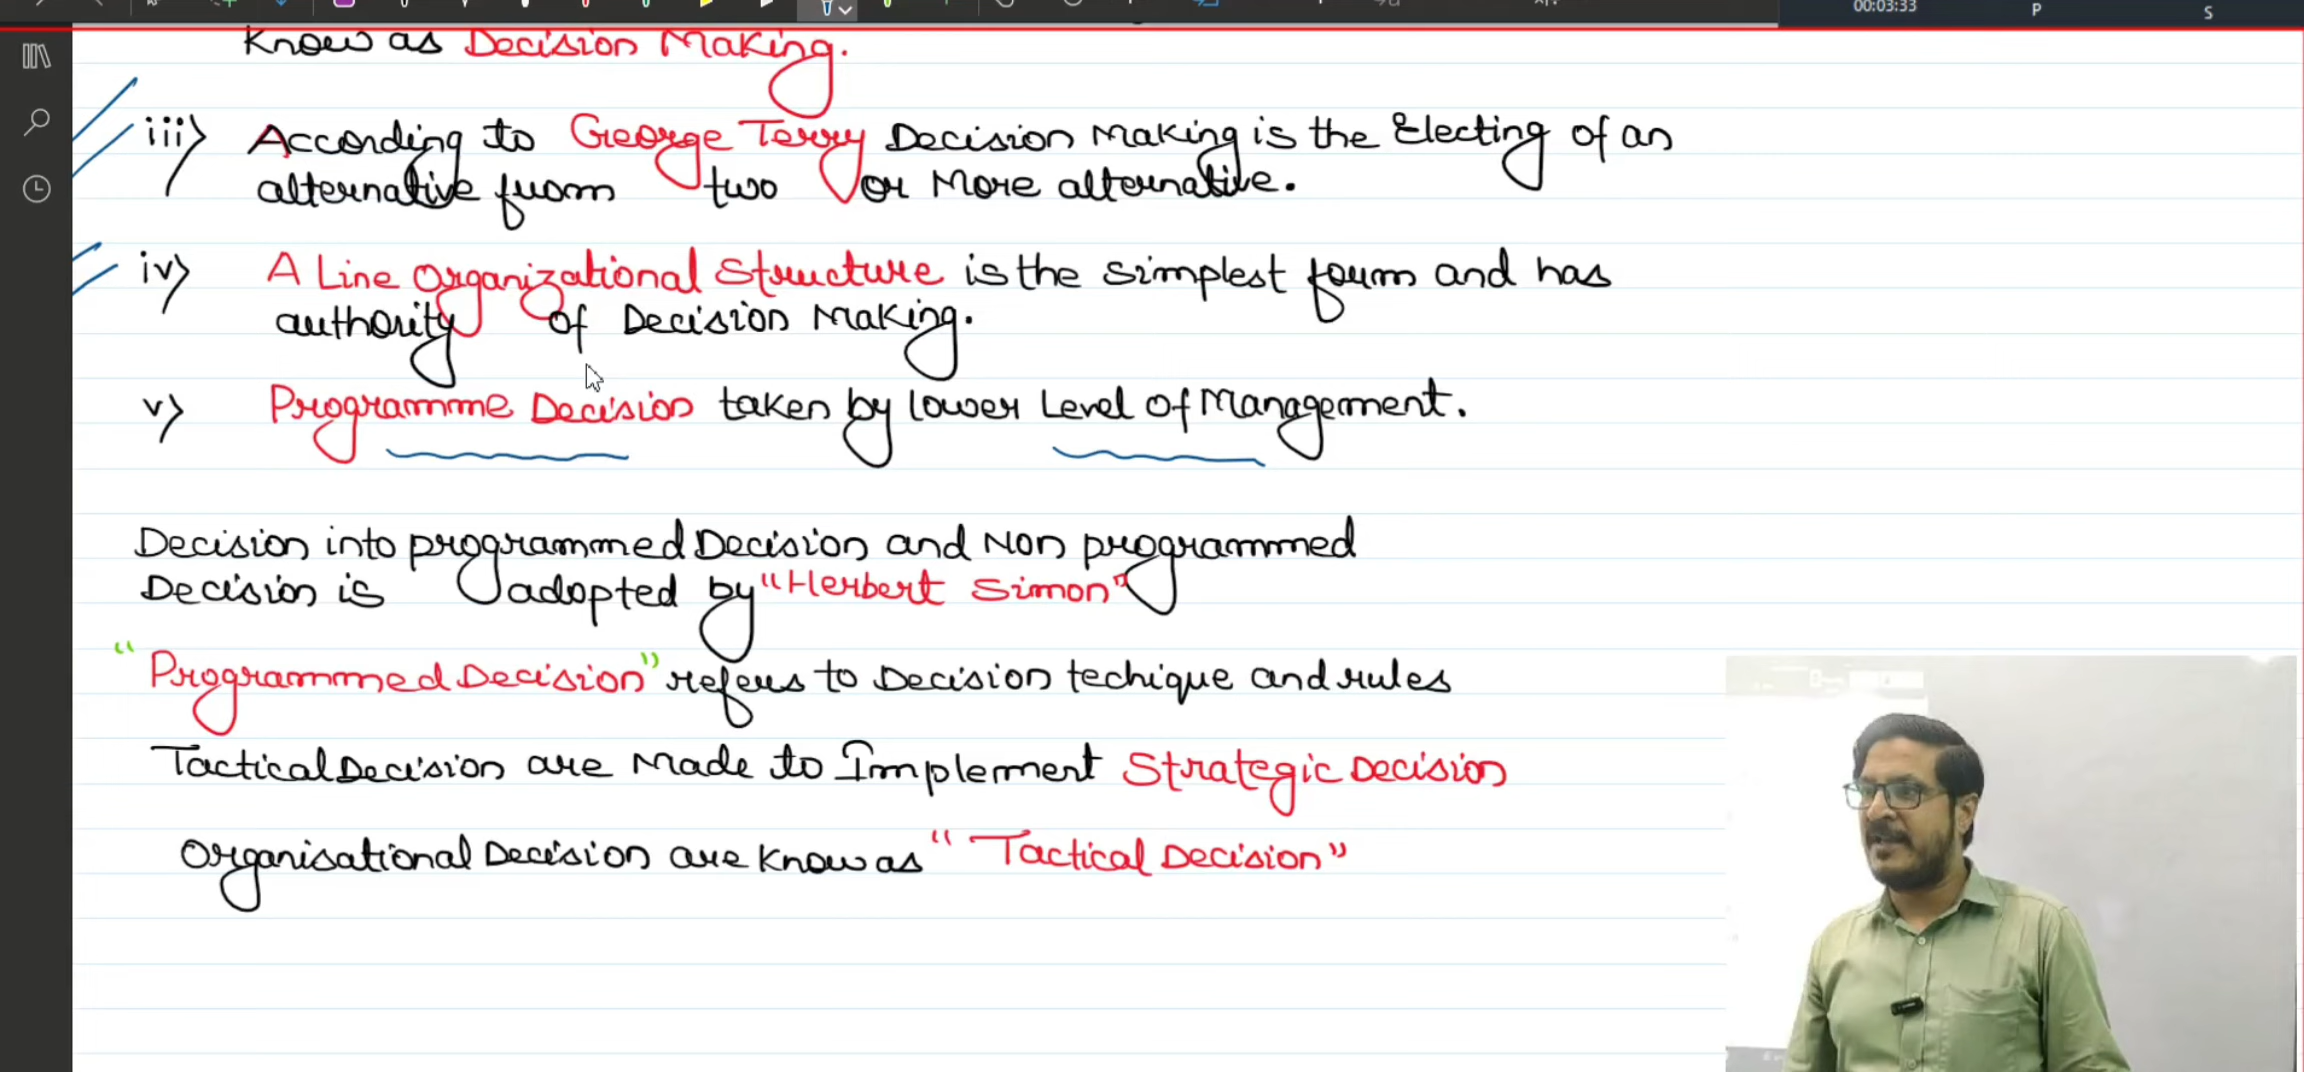 00:03:33
P
S
Know as Decision Making.
iii) According to George Terry Decision Making is the Electing of an
alternative from two or More alternative.
iv) A Line Organizational Structure is the simplest form and has
authority of Decision Making.
v) Programme Decision taken by lower Level of Management.
Decision into programmed Decision and Non programmed
Decision is adopted by "Herbert Simon"
"Programmed Decision" refers to Decision techique and rules
Tactical Decision are Made to Implement Strategic Decision
Organisational Decision are Know as "Tactical Decision"